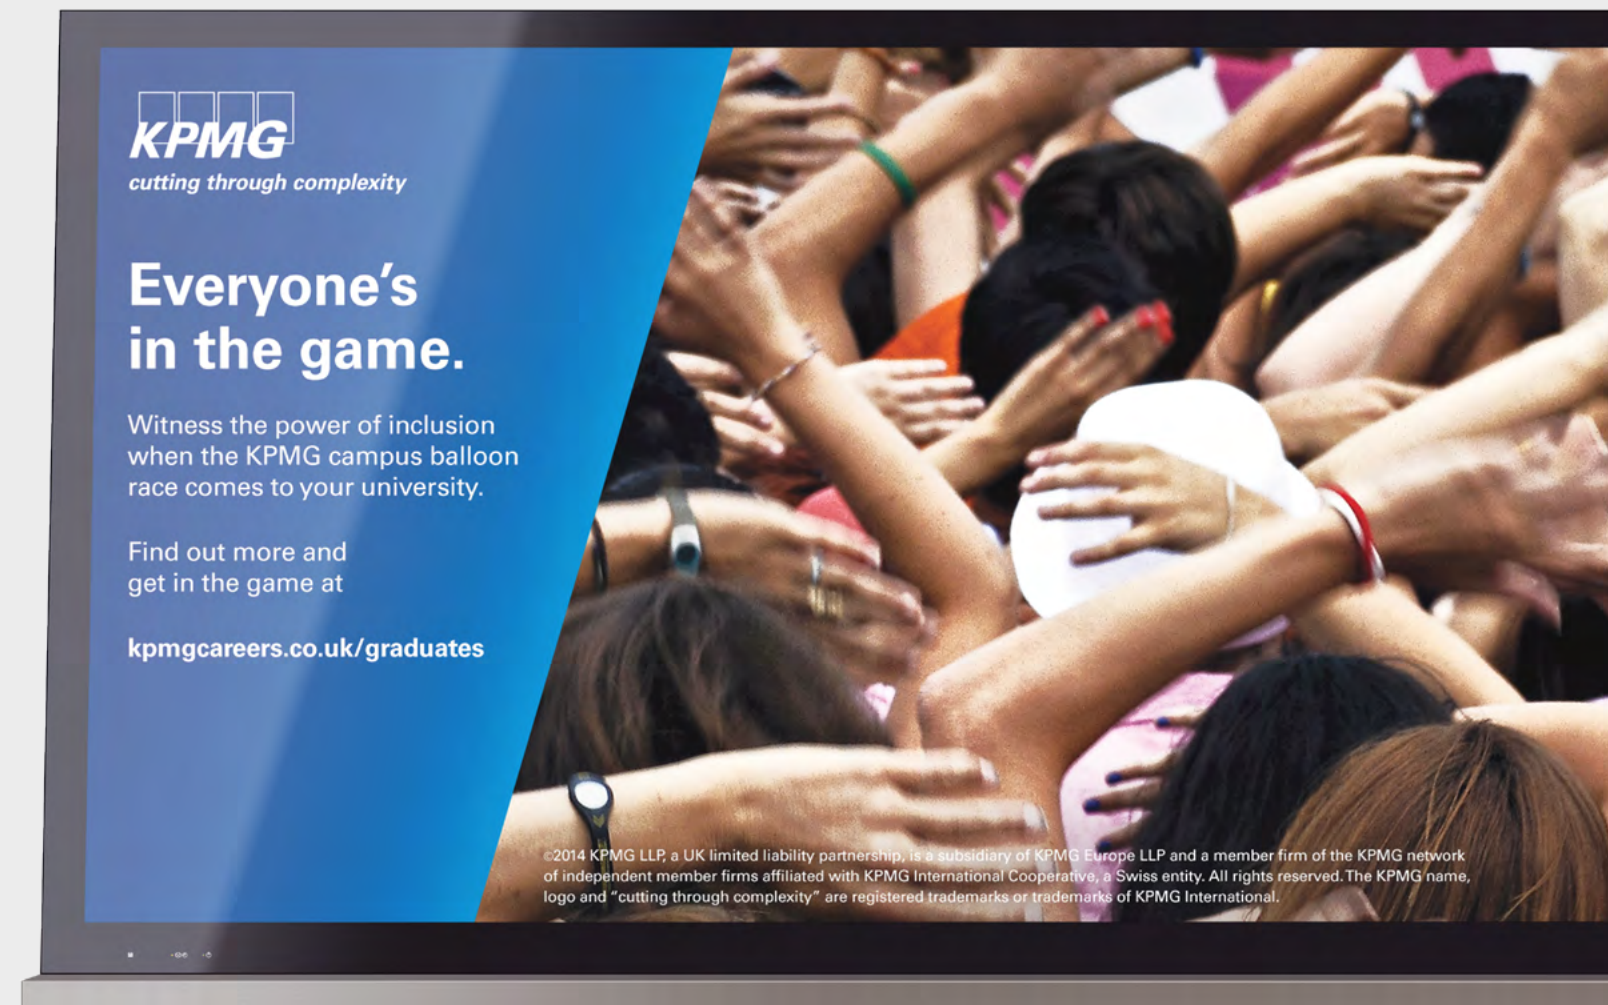 KPMG
cutting through complexity
Everyone's
in the game.
Witness the power of inclusion
when the KPMG campus balloon
race comes to your university.
Find out more and
get in the game at
kpmgcareers.co.uk/graduates
©2014 KPMG LLP, a UK limited liability partnership, is a subsidiary of KPMG Europe LLP and a member firm of the KPMG network
of independent member firms affiliated with KPMG International Cooperative, a Swiss entity. All rights reserved. The KPMG name,
logo and “cutting through complexity” are registered trademarks or trademarks of KPMG International.